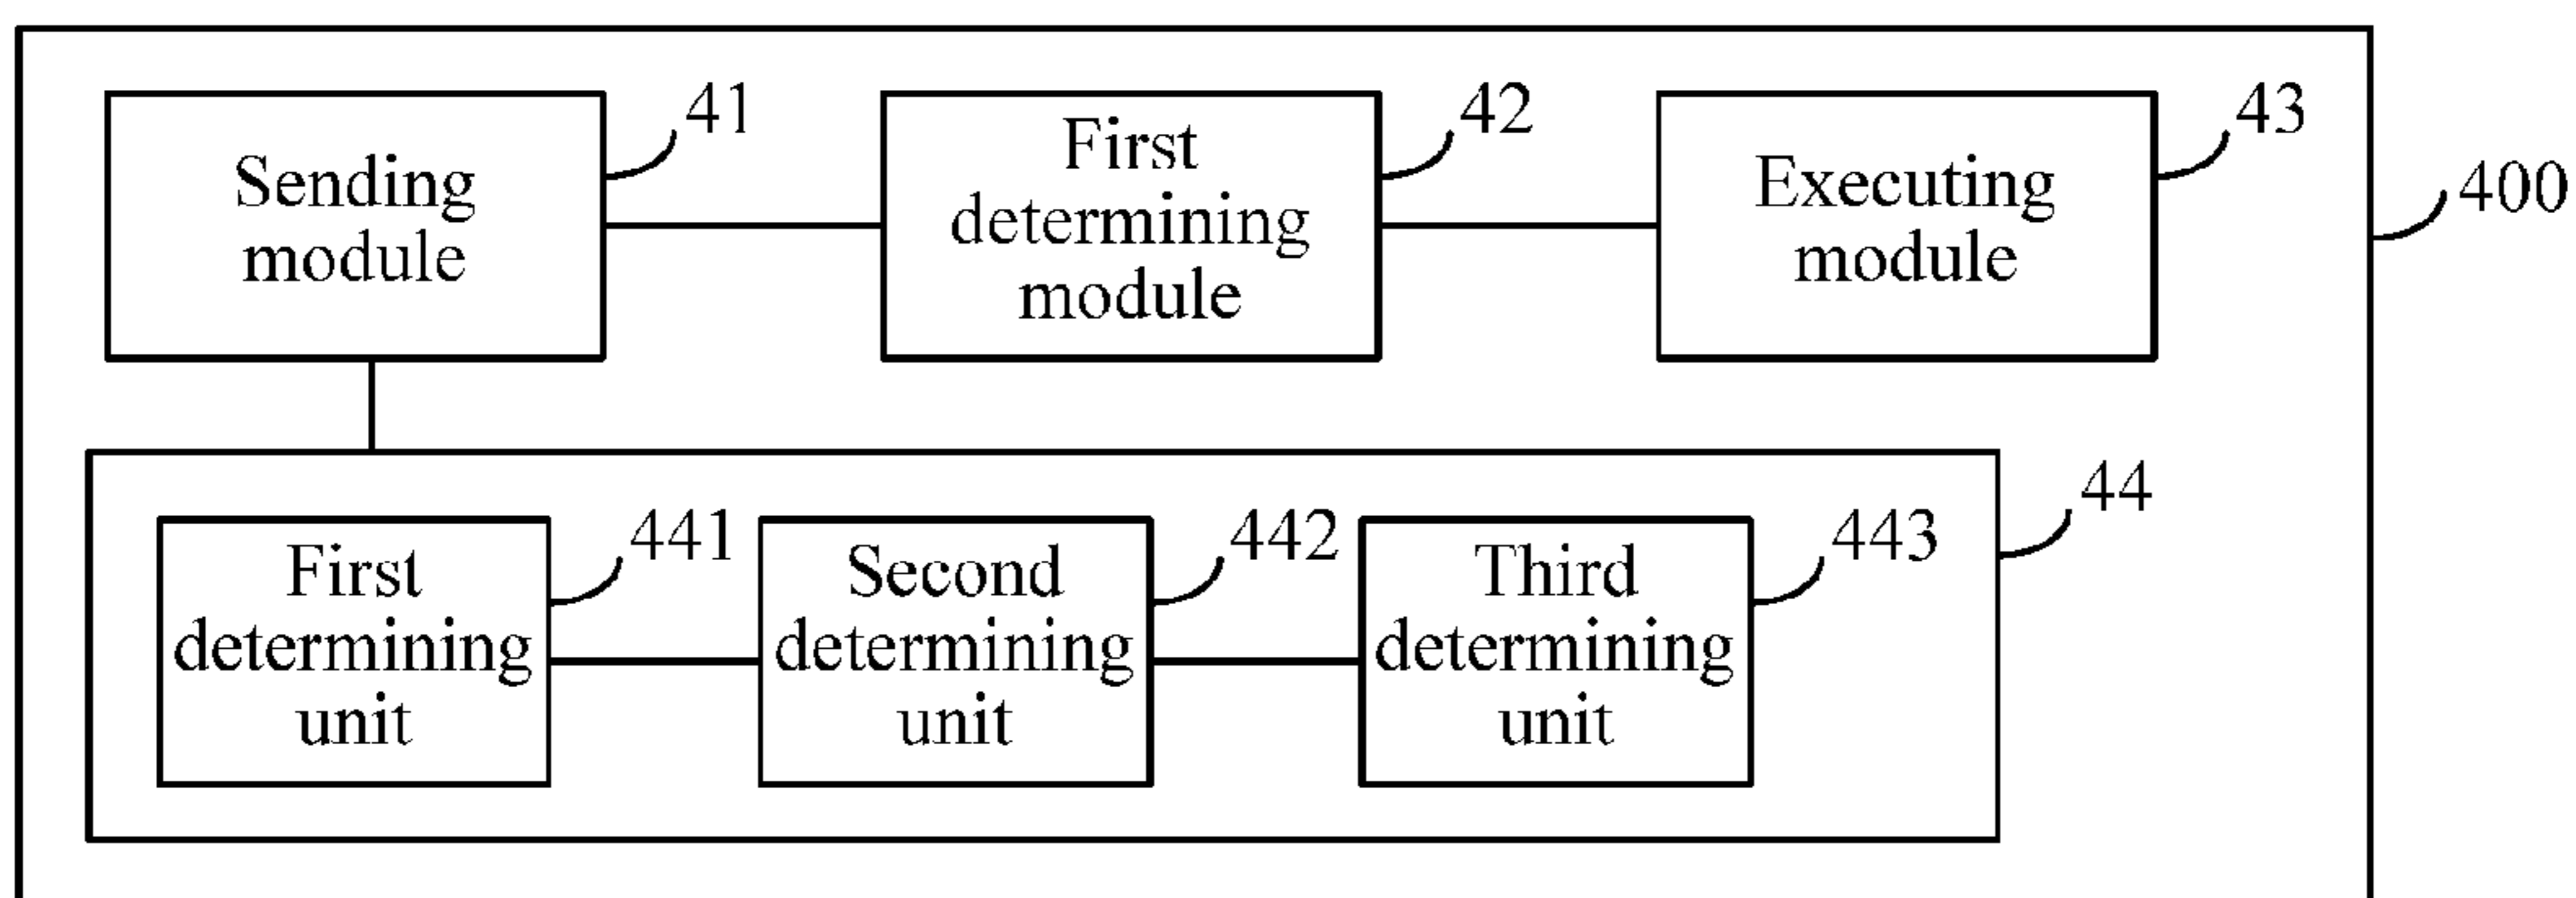 41
Sending
module
42
First
determining
module
43
Executing
module
400
44
441
First
determining
unit
442
Second
determining
unit
443
Third
determining
unit